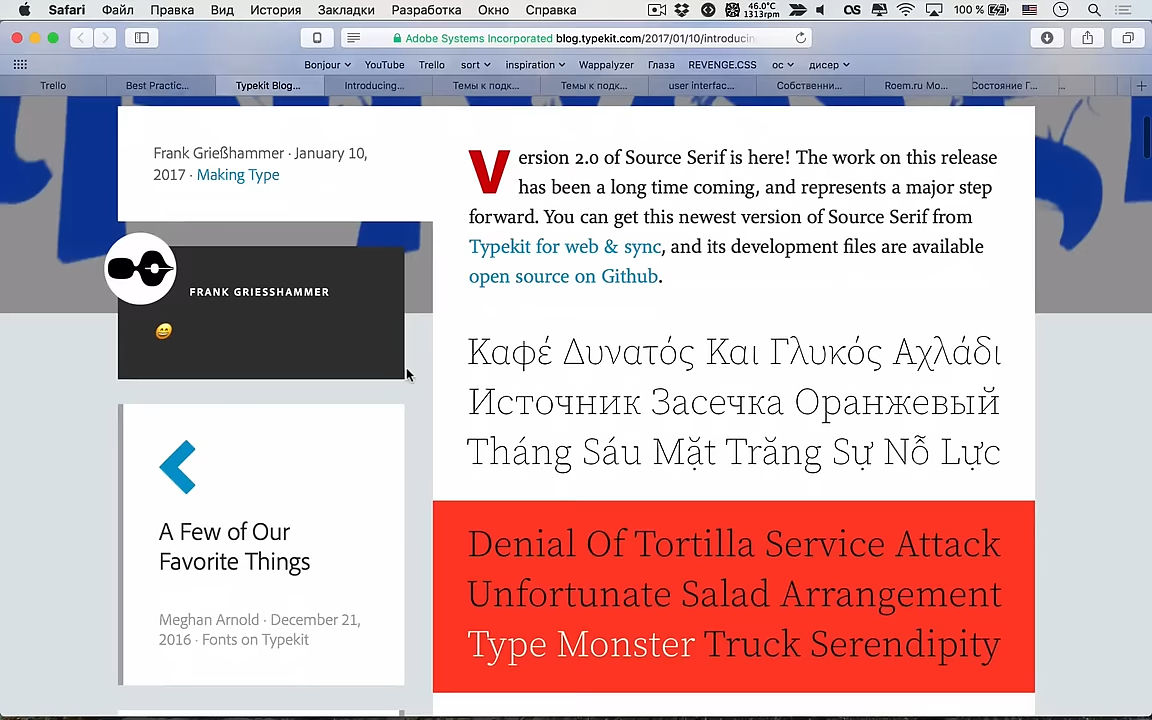 Safari Файл Правка Вид История Закладки Разработка Окно Справка
46.0°C
1313rpm
100 %
Adobe Systems Incorporated blog.typekit.com/2017/01/10/introducin
Bonjour YouTube Trello sort inspiration Wappalyzer Глаза REVENGE.CSS ос дисер
Trello Best Practic... Typekit Blog... Introducing... Темы к подк... Темы к подк... user interfac... Собственни... Roem.ru Mo... Состояние Г...
Frank Grießhammer · January 10,
2017 · Making Type
FRANK GRIESSHAMMER
A Few of Our
Favorite Things
Meghan Arnold · December 21,
2016 · Fonts on Typekit
Version 2.0 of Source Serif is here! The work on this release
has been a long time coming, and represents a major step
forward. You can get this newest version of Source Serif from
Typekit for web & sync, and its development files are available
open source on Github.
Καφέ Δυνατός Και Γλυκός Αχλάδι
Источник Засечка Оранжевый
Tháng Sáu Mặt Trăng Sự Nỗ Lực
Denial Of Tortilla Service Attack
Unfortunate Salad Arrangement
Type Monster Truck Serendipity